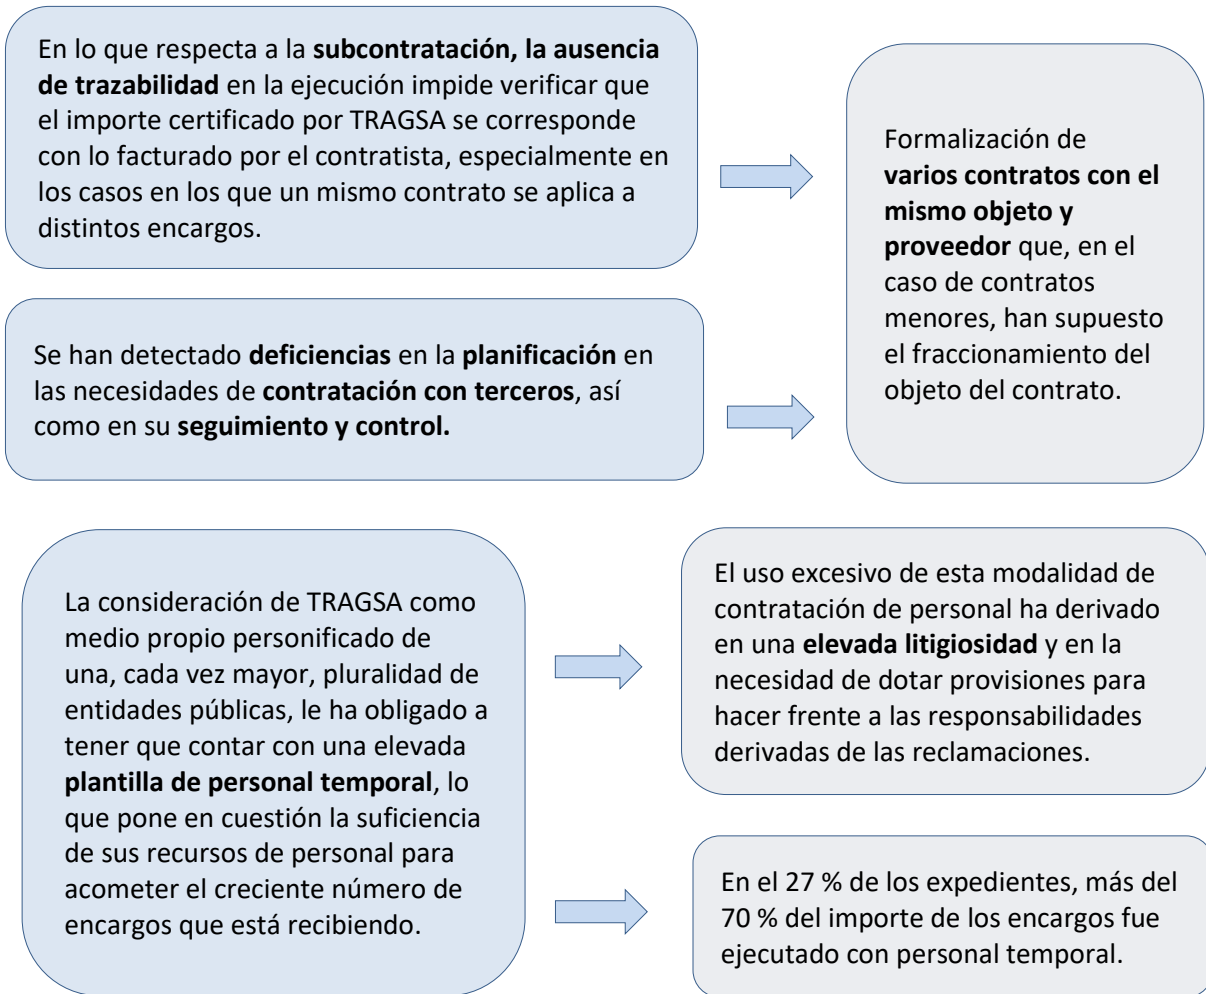 En lo que respecta a la subcontratación, la ausencia
de trazabilidad en la ejecución impide verificar que
el importe certificado por TRAGSA se corresponde
con lo facturado por el contratista, especialmente en
los casos en los que un mismo contrato se aplica a
distintos encargos.
Se han detectado deficiencias en la planificación en
las necesidades de contratación con terceros, así
como en su seguimiento y control.
Formalización de
varios contratos con el
mismo objeto y
proveedor que, en el
caso de contratos
menores, han supuesto
el fraccionamiento del
objeto del contrato.
La consideración de TRAGSA como
medio propio personificado de
una, cada vez mayor, pluralidad de
entidades públicas, le ha obligado a
tener que contar con una elevada
plantilla de personal temporal, lo
que pone en cuestión la suficiencia
de sus recursos de personal para
acometer el creciente número de
encargos que está recibiendo.
El uso excesivo de esta modalidad de
contratación de personal ha derivado
en una elevada litigiosidad y en la
necesidad de dotar provisiones para
hacer frente a las responsabilidades
derivadas de las reclamaciones.
En el 27 % de los expedientes, más del
70 % del importe de los encargos fue
ejecutado con personal temporal.